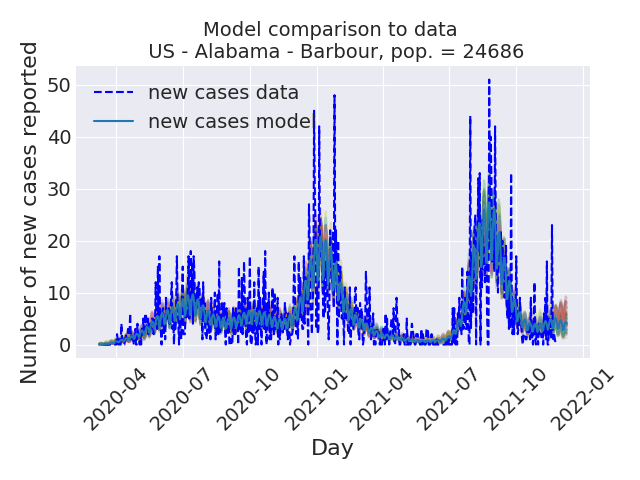 Model comparison to data
US - Alabama - Barbour, pop. = 24686
Number of new cases reported
50
40
30
20
10
0
new cases data
new cases model
2020-04
2020-07
2020-10
2021-01
2021-04
2021-07
2021-10
2022-01
Day